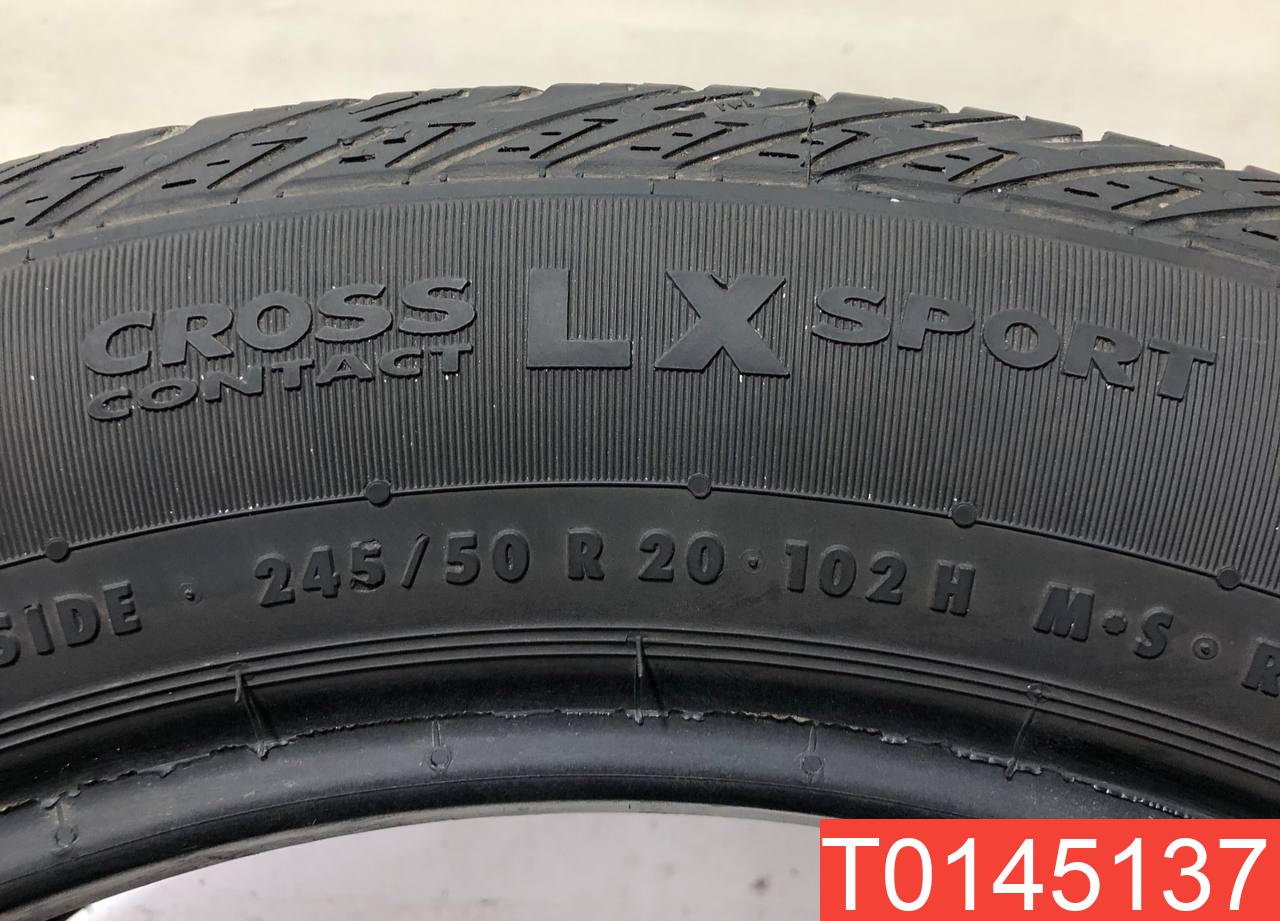 CROSS
CONTACT
LX SPORT
SIDE · 245/50 R 20 · 102 H M·S · R
T0145137